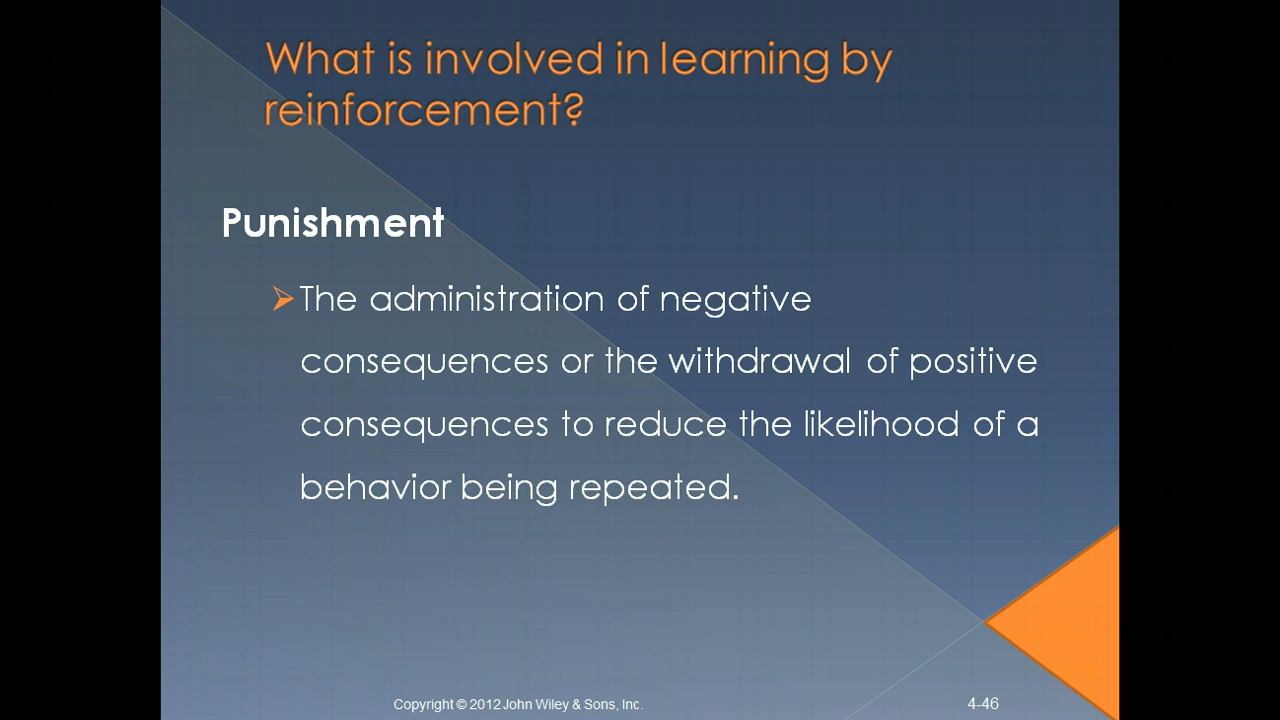 What is involved in learning by
reinforcement?
Punishment
The administration of negative
consequences or the withdrawal of positive
consequences to reduce the likelihood of a
behavior being repeated.
Copyright © 2012 John Wiley & Sons, Inc.
4-46